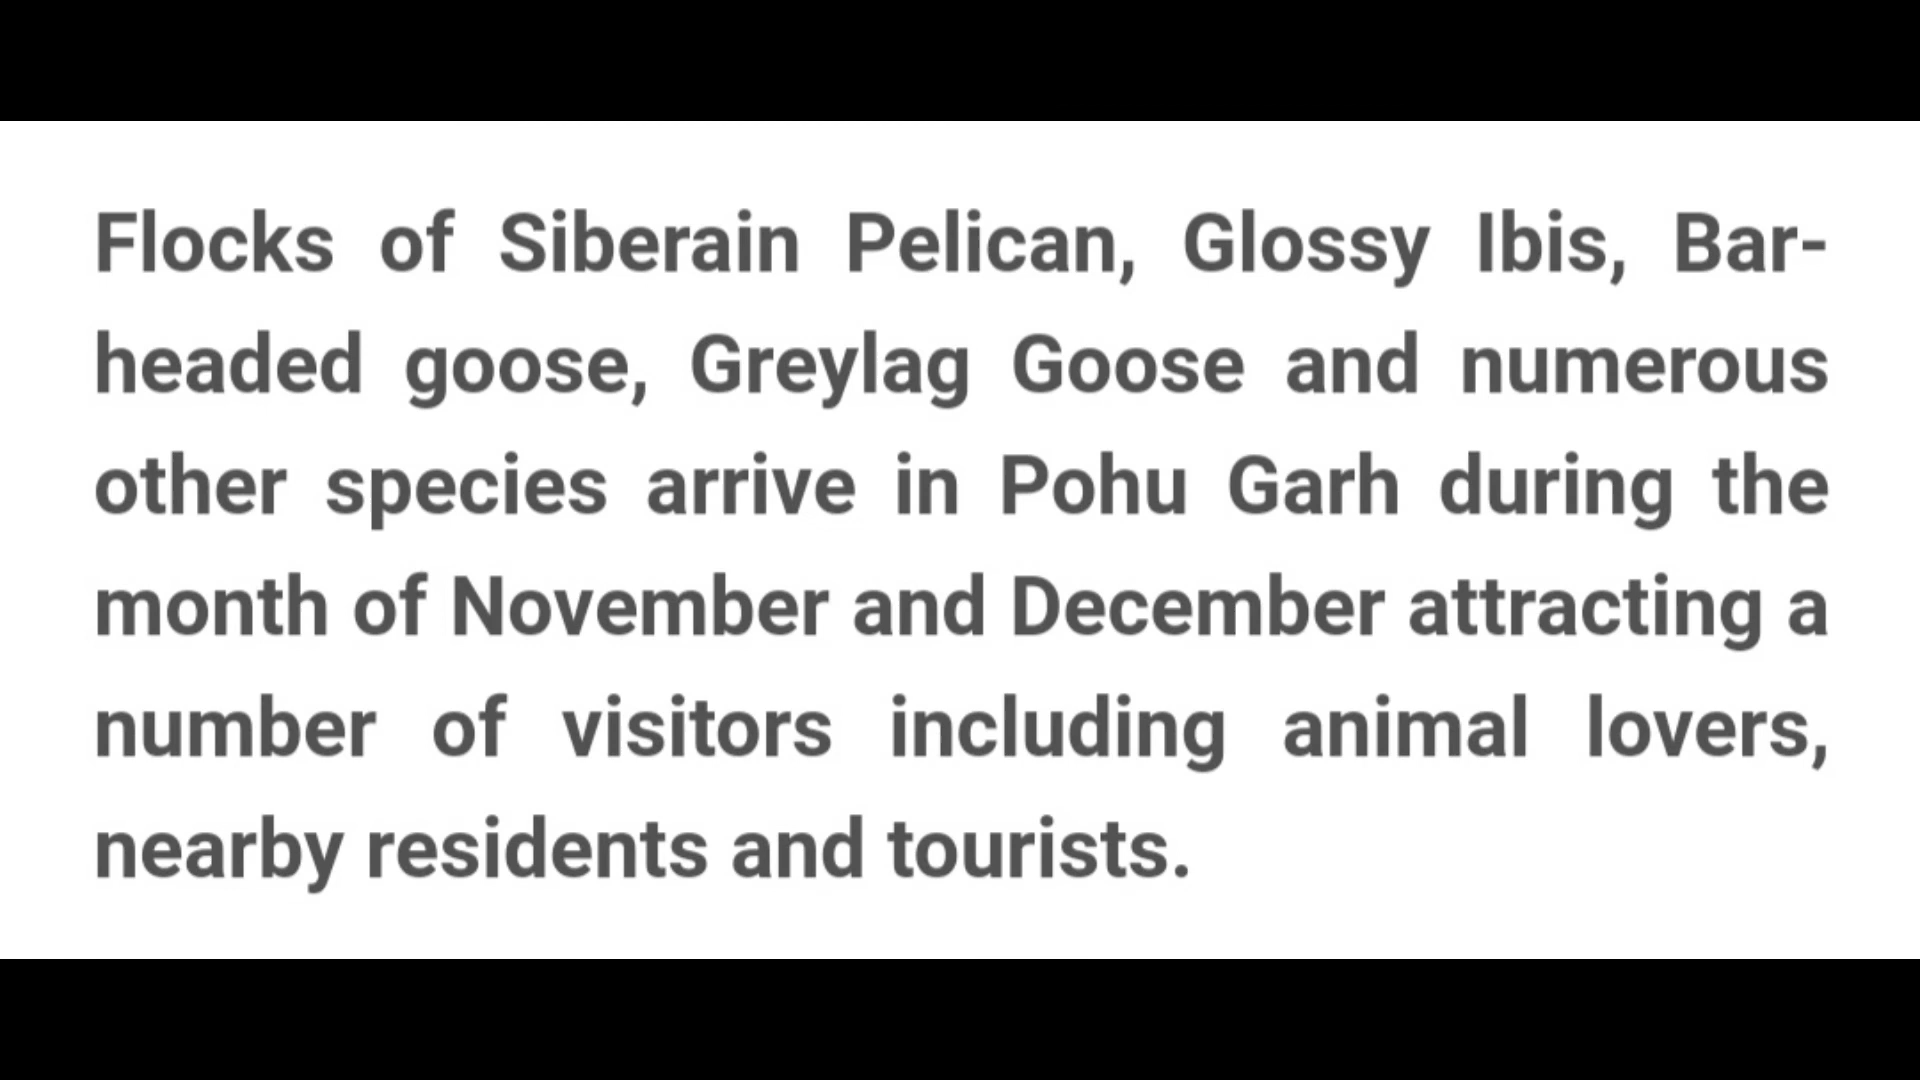 Flocks of Siberain Pelican, Glossy Ibis, Bar-
headed goose, Greylag Goose and numerous
other species arrive in Pohu Garh during the
month of November and December attracting a
number of visitors including animal lovers,
nearby residents and tourists.